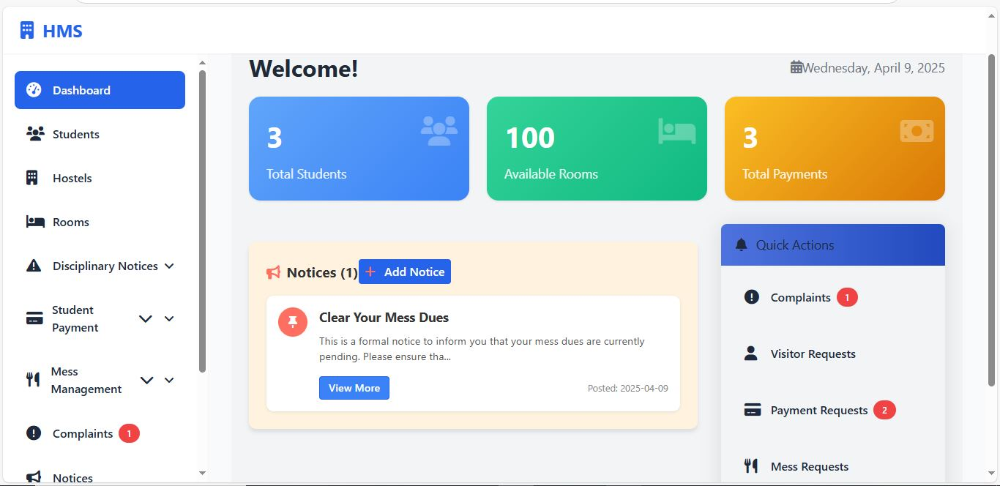 HMS
Dashboard
Students
Hostels
Rooms
Disciplinary Notices
Student
Payment
Mess
Management
Complaints 1
Notices
Welcome!
Wednesday, April 9, 2025
3
Total Students
100
Available Rooms
3
Total Payments
Notices (1) + Add Notice
Clear Your Mess Dues
This is a formal notice to inform you that your mess dues are currently
pending. Please ensure tha...
View More
Posted: 2025-04-09
Quick Actions
Complaints 1
Visitor Requests
Payment Requests 2
Mess Requests